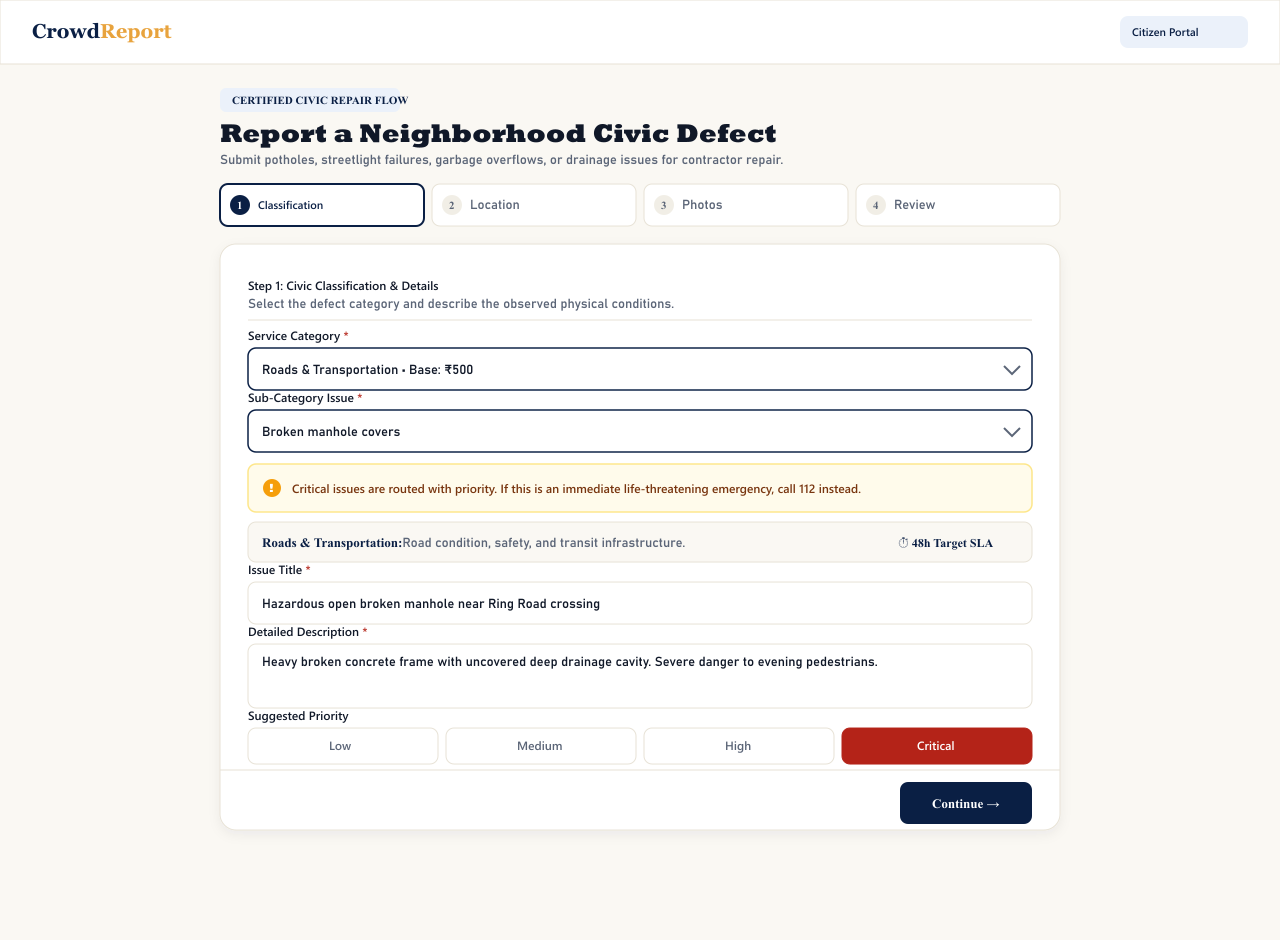 CrowdReport
Citizen Portal
CERTIFIED CIVIC REPAIR FLOW
Report a Neighborhood Civic Defect
Submit potholes, streetlight failures, garbage overflows, or drainage issues for contractor repair.
1 Classification
2 Location
3 Photos
4 Review
Step 1: Civic Classification & Details
Select the defect category and describe the observed physical conditions.
Service Category *
Roads & Transportation • Base: ₹500
Sub-Category Issue *
Broken manhole covers
Critical issues are routed with priority. If this is an immediate life-threatening emergency, call 112 instead.
Roads & Transportation:Road condition, safety, and transit infrastructure.
⏱ 48h Target SLA
Issue Title *
Hazardous open broken manhole near Ring Road crossing
Detailed Description *
Heavy broken concrete frame with uncovered deep drainage cavity. Severe danger to evening pedestrians.
Suggested Priority
Low
Medium
High
Critical
Continue →